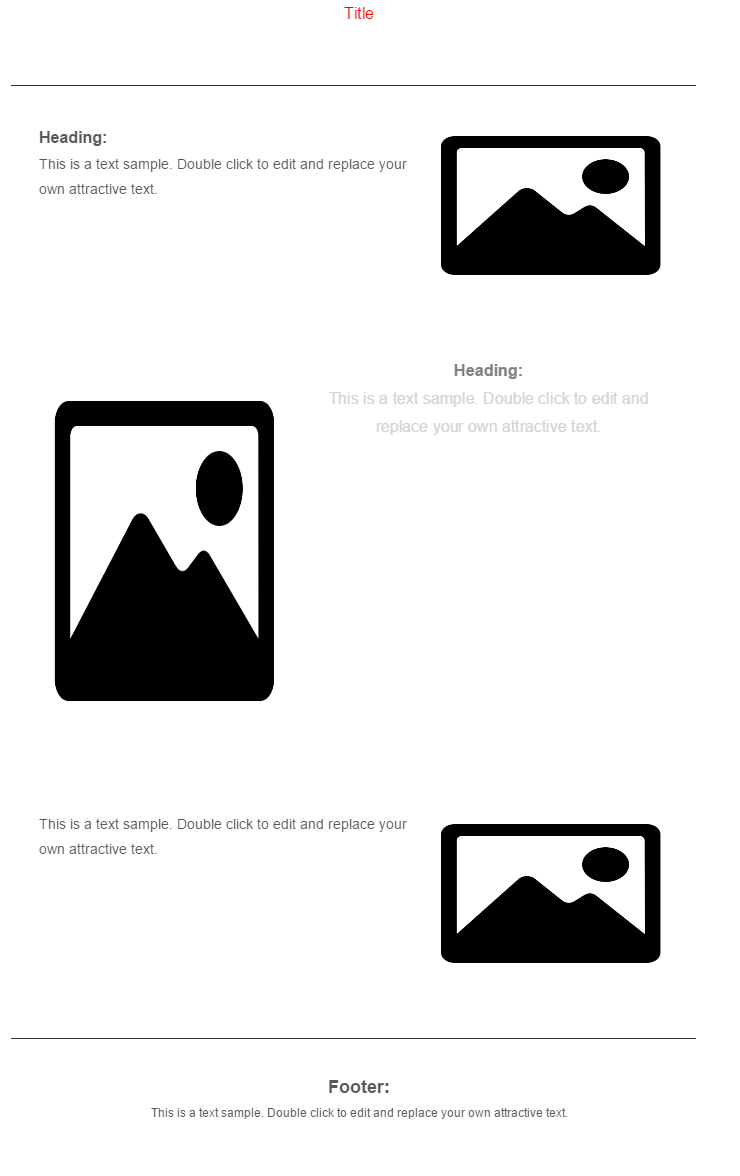 Title
Heading:
This is a text sample. Double click to edit and replace your
own attractive text.
Heading:
This is a text sample. Double click to edit and
replace your own attractive text.
This is a text sample. Double click to edit and replace your
own attractive text.
Footer:
This is a text sample. Double click to edit and replace your own attractive text.